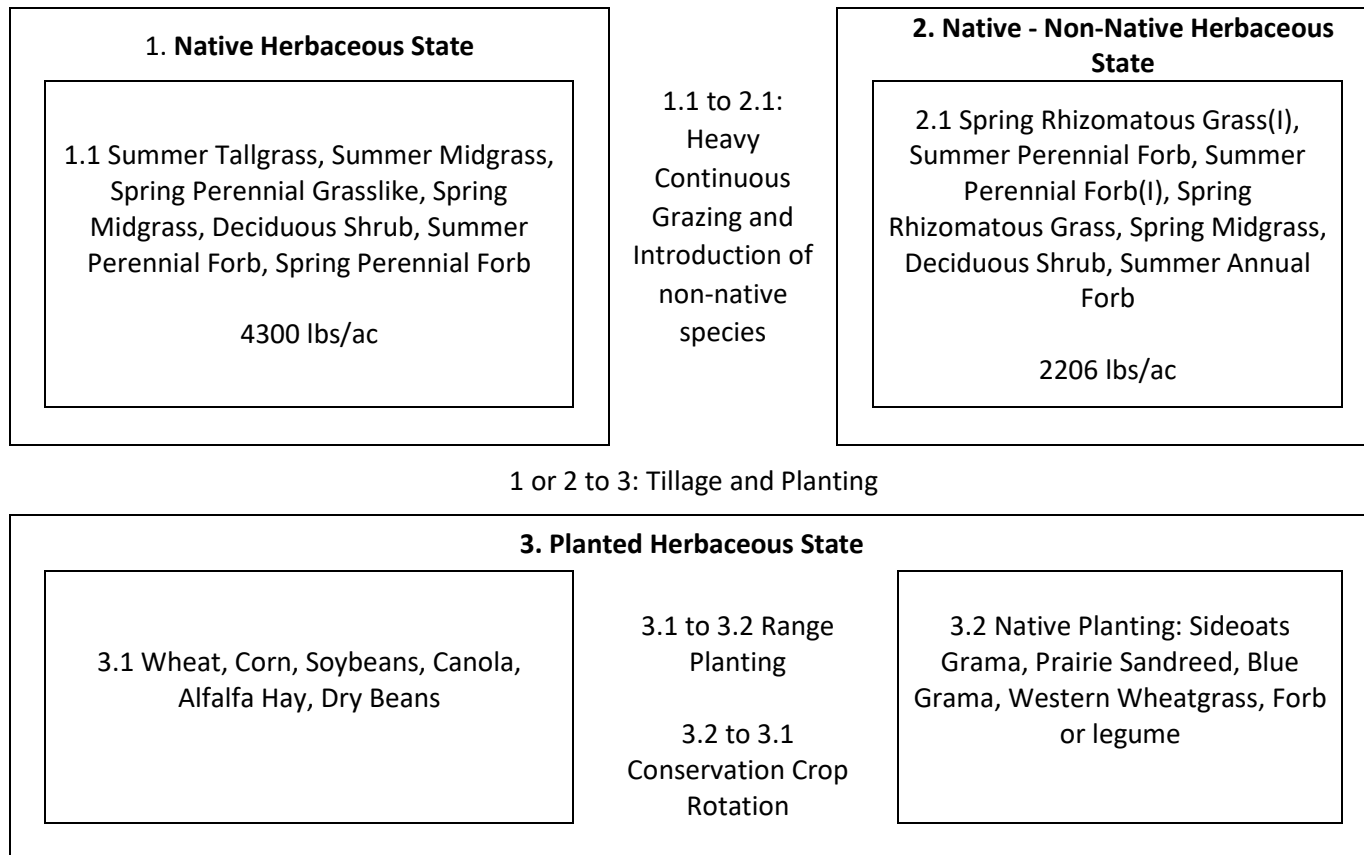 1. Native Herbaceous State
1.1 Summer Tallgrass, Summer Midgrass,
Spring Perennial Grasslike, Spring
Midgrass, Deciduous Shrub, Summer
Perennial Forb, Spring Perennial Forb
4300 lbs/ac
1.1 to 2.1:
Heavy
Continuous
Grazing and
Introduction of
non-native
species
2. Native - Non-Native Herbaceous
State
2.1 Spring Rhizomatous Grass(I),
Summer Perennial Forb, Summer
Perennial Forb(I), Spring
Rhizomatous Grass, Spring Midgrass,
Deciduous Shrub, Summer Annual
Forb
2206 lbs/ac
1 or 2 to 3: Tillage and Planting
3. Planted Herbaceous State
3.1 Wheat, Corn, Soybeans, Canola,
Alfalfa Hay, Dry Beans
3.1 to 3.2 Range
Planting
3.2 to 3.1
Conservation Crop
Rotation
3.2 Native Planting: Sideoats
Grama, Prairie Sandreed, Blue
Grama, Western Wheatgrass, Forb
or legume